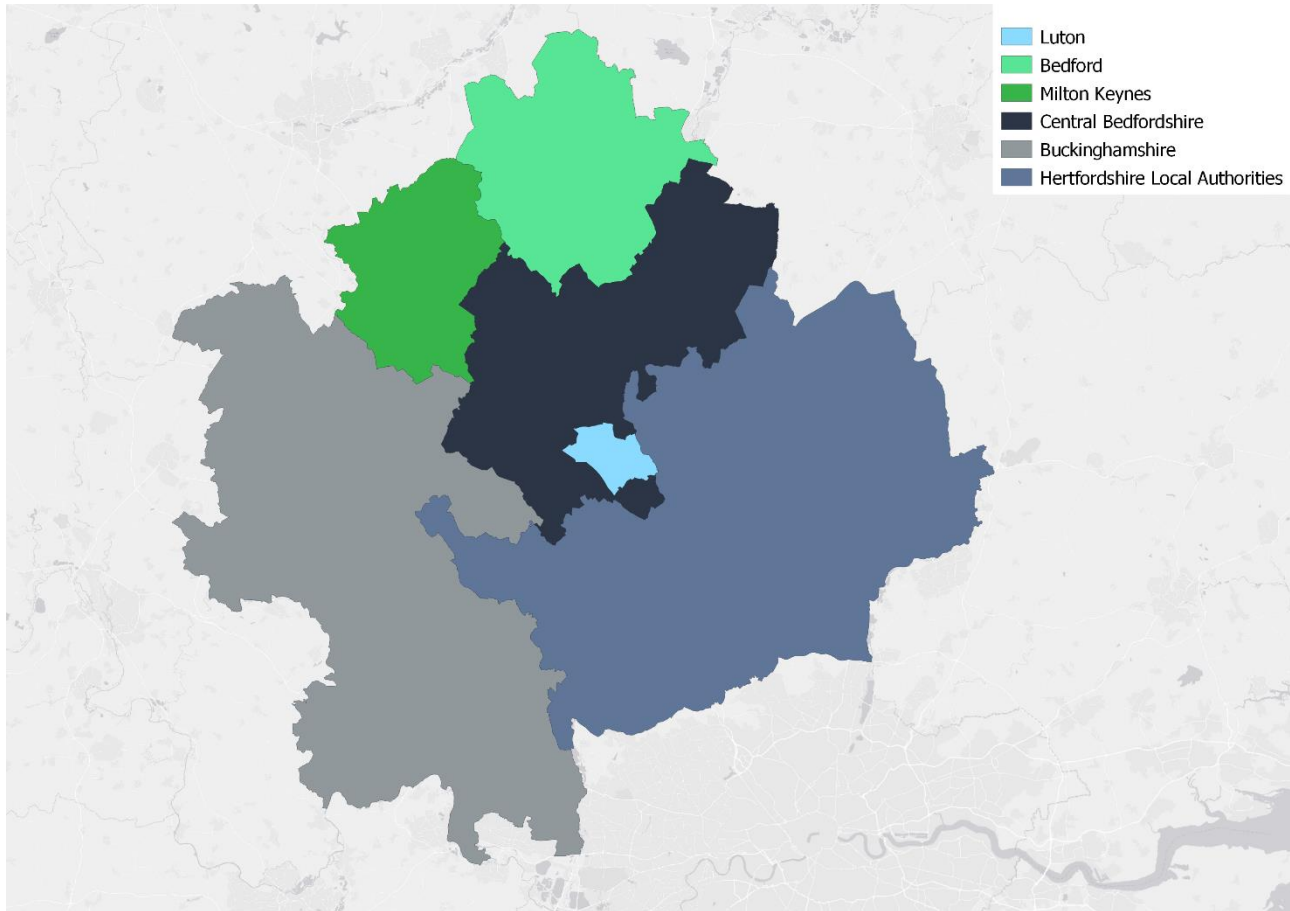 Luton
Bedford
Milton Keynes
Central Bedfordshire
Buckinghamshire
Hertfordshire Local Authorities